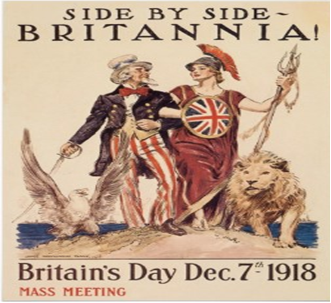 SIDE BY SIDE~
BRITANNIA!
Britain's Day Dec. 7th 1918
MASS MEETING